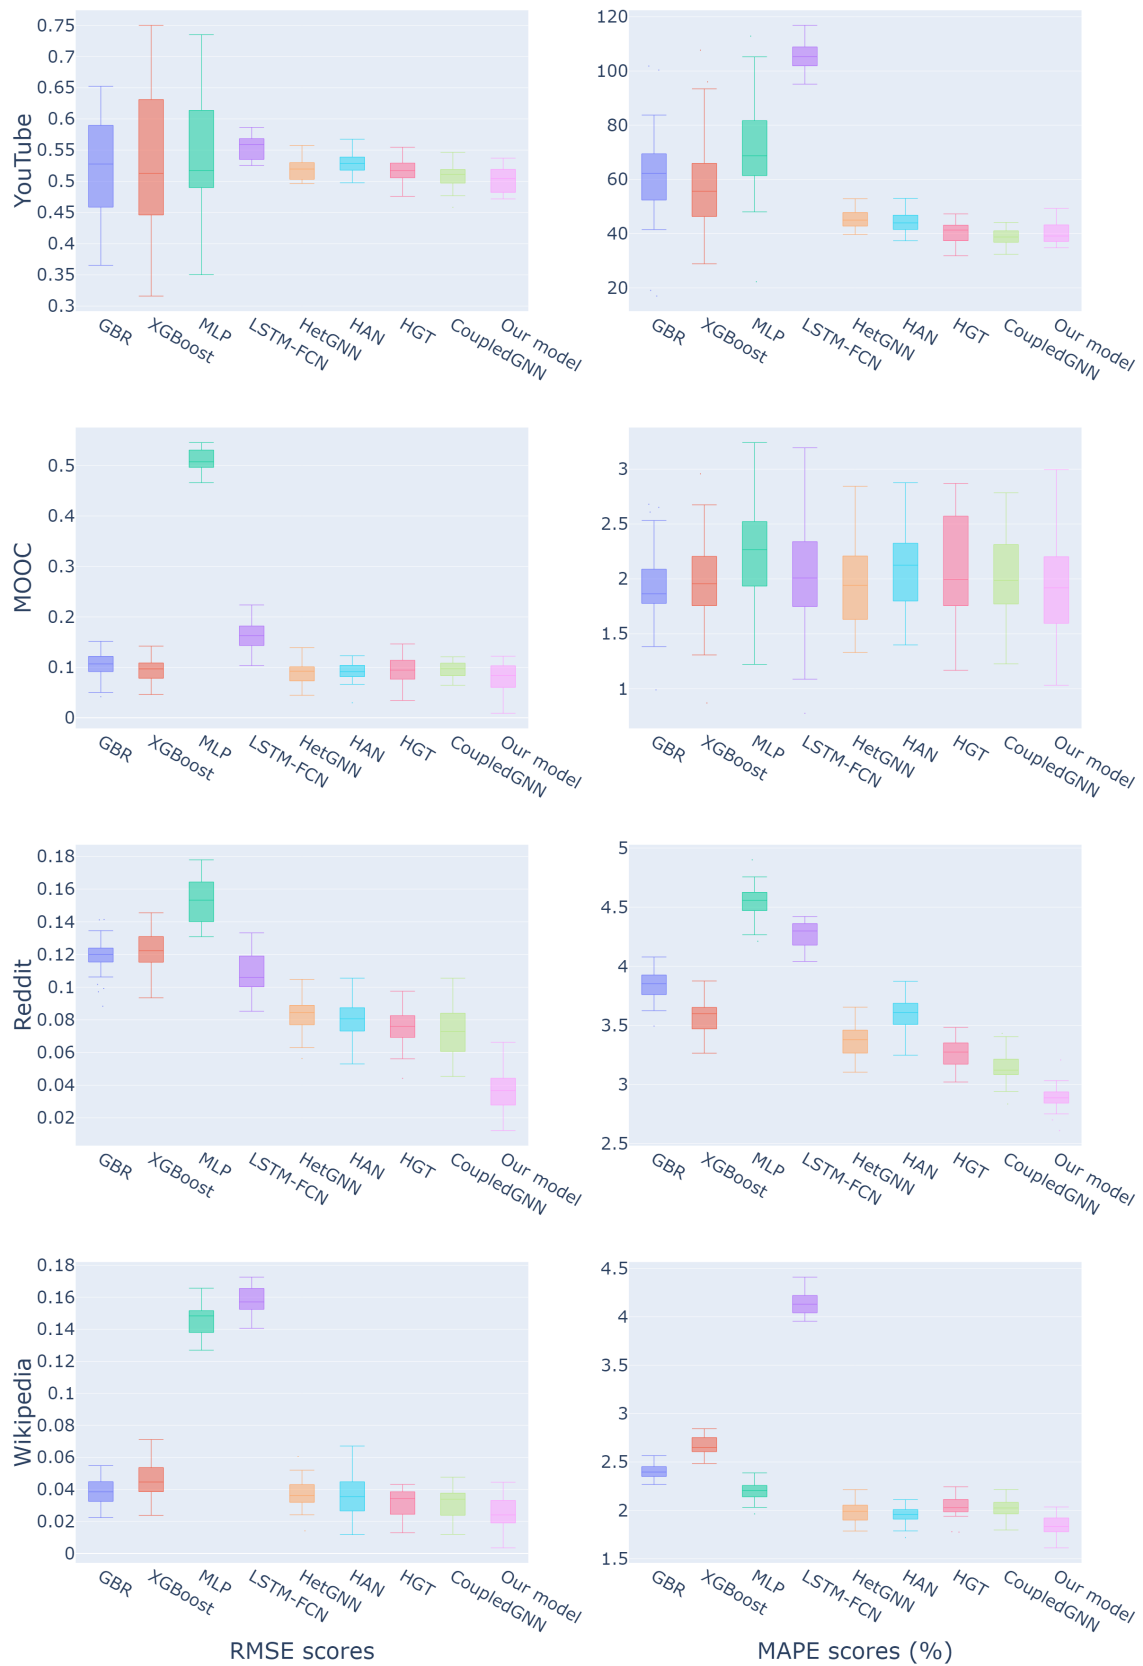 YouTube
0.75
0.7
0.65
0.6
0.55
0.5
0.45
0.4
0.35
0.3
GBR
XGBoost
MLP
LSTM-FCN
HetGNN
HAN
HGT
CoupledGNN
Our model
120
100
80
60
40
20
GBR
XGBoost
MLP
LSTM-FCN
HetGNN
HAN
HGT
CoupledGNN
Our model
MOOC
0.5
0.4
0.3
0.2
0.1
0
GBR
XGBoost
MLP
LSTM-FCN
HetGNN
HAN
HGT
CoupledGNN
Our model
3
2.5
2
1.5
1
GBR
XGBoost
MLP
LSTM-FCN
HetGNN
HAN
HGT
CoupledGNN
Our model
Reddit
0.18
0.16
0.14
0.12
0.1
0.08
0.06
0.04
0.02
GBR
XGBoost
MLP
LSTM-FCN
HetGNN
HAN
HGT
CoupledGNN
Our model
5
4.5
4
3.5
3
2.5
GBR
XGBoost
MLP
LSTM-FCN
HetGNN
HAN
HGT
CoupledGNN
Our model
Wikipedia
0.18
0.16
0.14
0.12
0.1
0.08
0.06
0.04
0.02
0
GBR
XGBoost
MLP
LSTM-FCN
HetGNN
HAN
HGT
CoupledGNN
Our model
4.5
4
3.5
3
2.5
2
1.5
GBR
XGBoost
MLP
LSTM-FCN
HetGNN
HAN
HGT
CoupledGNN
Our model
RMSE scores
MAPE scores (%)